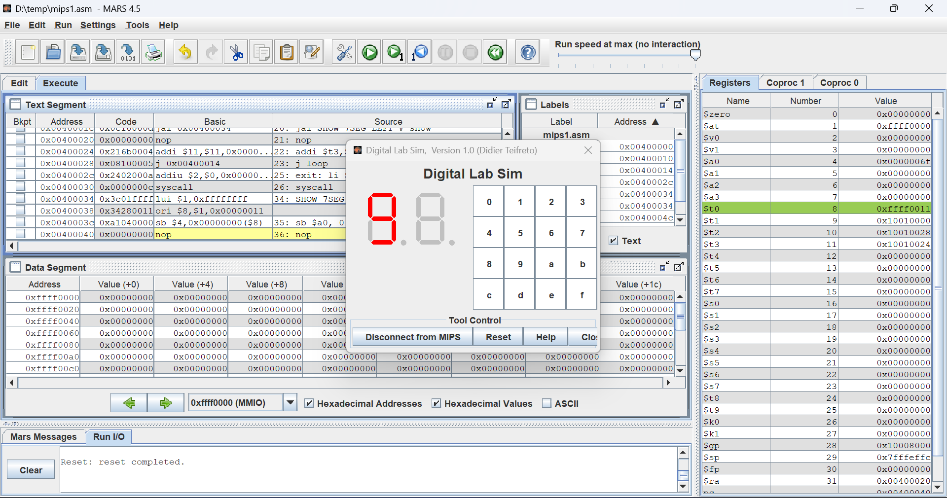 D:\temp\mips1.asm - MARS 4.5
File Edit Run Settings Tools Help
Run speed at max (no interaction)
Edit Execute
Text Segment
Bkpt Address Code Basic Source
0x00400020 0x00000000 nop 21: nop
0x00400024 0x216b0004 addi $11,$11,0x0000... 22: addi $t3,
0x00400028 0x08100005 j 0x00400014 23: j loop
0x0040002c 0x2402000a addiu $2,$0,0x0000... 25: exit: li
0x00400030 0x0000000c syscall 26: syscall
0x00400034 0x3c01ffff lui $1,0xffffffff 34: SHOW_7SEG
0x00400038 0x34280011 ori $8,$1,0x00000011
0x0040003c 0xa1040000 sb $4,0x00000000($8) 35: sb $a0, 0
0x00400040 0x00000000 nop 36: nop
Labels
Label Address ▲
mips1.asm
0x00400000
0x00400010
0x00400014
0x0040002c
0x00400034
0x00400034
0x0040004c
Text
Digital Lab Sim, Version 1.0 (Didier Teifreto)
Digital Lab Sim
0 1 2 3
4 5 6 7
8 9 a b
c d e f
Tool Control
Disconnect from MIPS Reset Help Clos
Data Segment
Address Value (+0) Value (+4) Value (+8) Value Value (+1c)
0xffff0000 0x00000000 0x00000000 0x00000000 0x00 0x00000000
0xffff0020 0x00000000 0x00000000 0x00000000 0x00 0x00000000
0xffff0040 0x00000000 0x00000000 0x00000000 0x00 0x00000000
0xffff0060 0x00000000 0x00000000 0x00000000 0x00 0x00000000
0xffff0080 0x00000000 0x00000000 0x00000000 0x00 0x00000000
0xffff00a0 0x00000000 0x00000000 0x00000000 0x00000000 0x00000000 0x00000000 0x00000000 0x00000000
0xffff00c0 0x00000000 0x00000000 0x00000000 0x00000000 0x00000000 0x00000000 0x00000000 0x00000000
0xffff0000 (MMIO) Hexadecimal Addresses Hexadecimal Values ASCII
Mars Messages Run I/O
Clear
Reset: reset completed.
Registers Coproc 1 Coproc 0
Name Number Value
$zero 0 0x00000000
$at 1 0xffff0000
$v0 2 0x00000000
$v1 3 0x00000000
$a0 4 0x0000006f
$a1 5 0x00000000
$a2 6 0x00000000
$a3 7 0x00000000
$t0 8 0xffff0011
$t1 9 0x10010000
$t2 10 0x10010028
$t3 11 0x10010024
$t4 12 0x00000000
$t5 13 0x00000000
$t6 14 0x00000000
$t7 15 0x00000000
$s0 16 0x00000000
$s1 17 0x00000000
$s2 18 0x00000000
$s3 19 0x00000000
$s4 20 0x00000000
$s5 21 0x00000000
$s6 22 0x00000000
$s7 23 0x00000000
$t8 24 0x00000000
$t9 25 0x00000000
$k0 26 0x00000000
$k1 27 0x00000000
$gp 28 0x10008000
$sp 29 0x7fffeffc
$fp 30 0x00000000
$ra 31 0x00400020